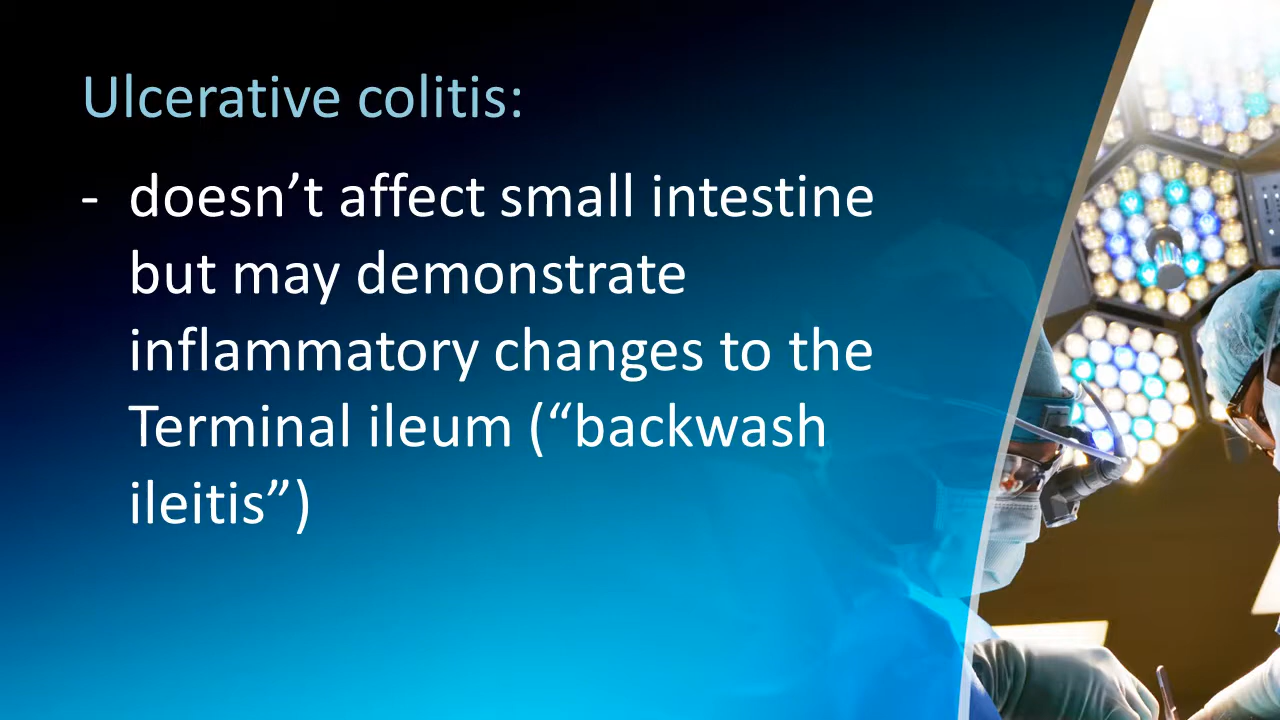 Ulcerative colitis:
- doesn’t affect small intestine
but may demonstrate
inflammatory changes to the
Terminal ileum (“backwash
ileitis”)